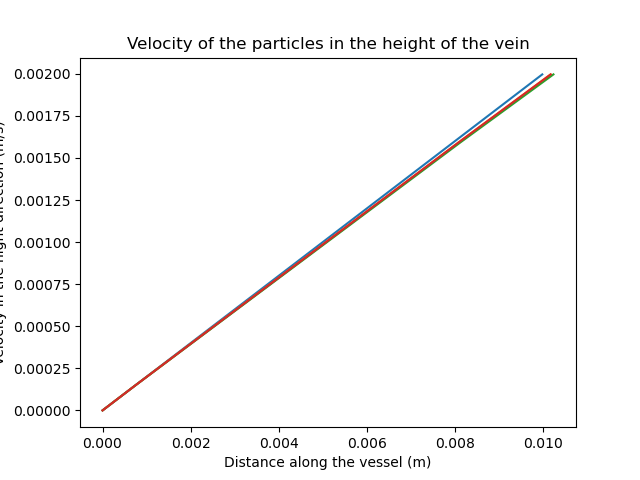 Velocity of the particles in the height of the vein
0.00200
0.00175
0.00150
0.00125
0.00100
0.00075
0.00050
0.00025
0.00000
Velocity in the hight direction (m/s)
0.000 0.002 0.004 0.006 0.008 0.010
Distance along the vessel (m)